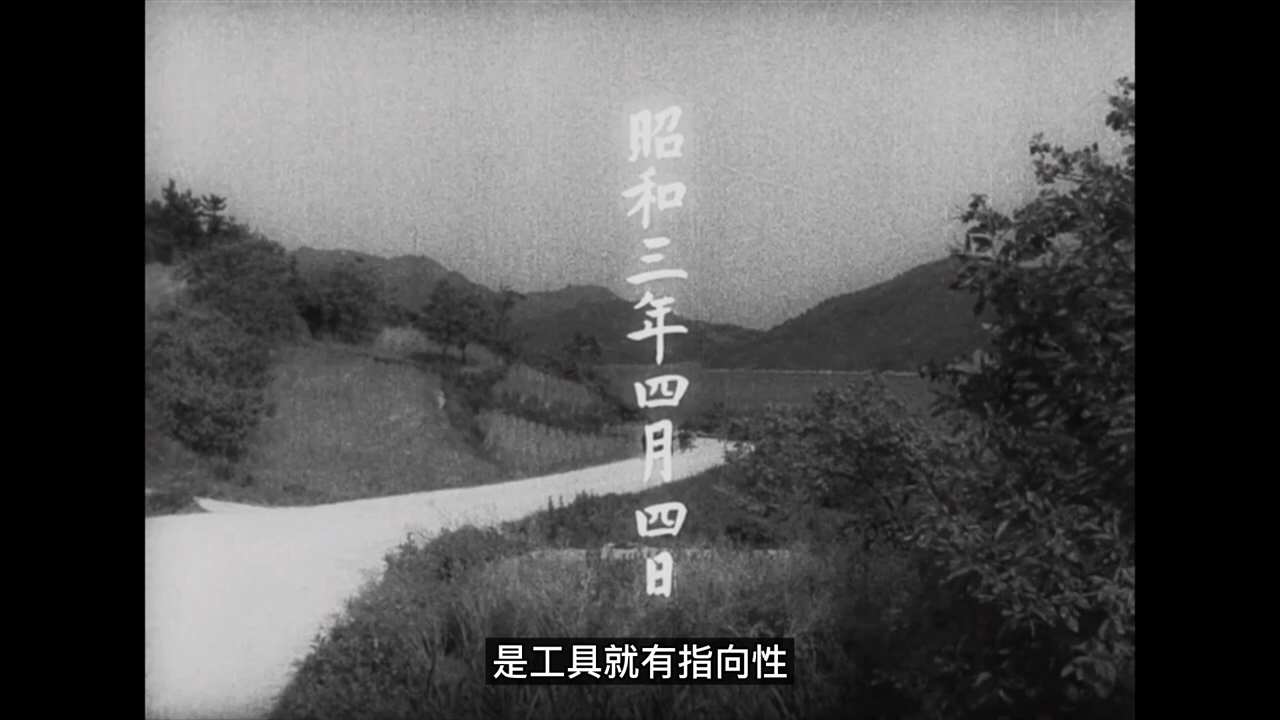 昭和三年四月四日
是工具就有指向性